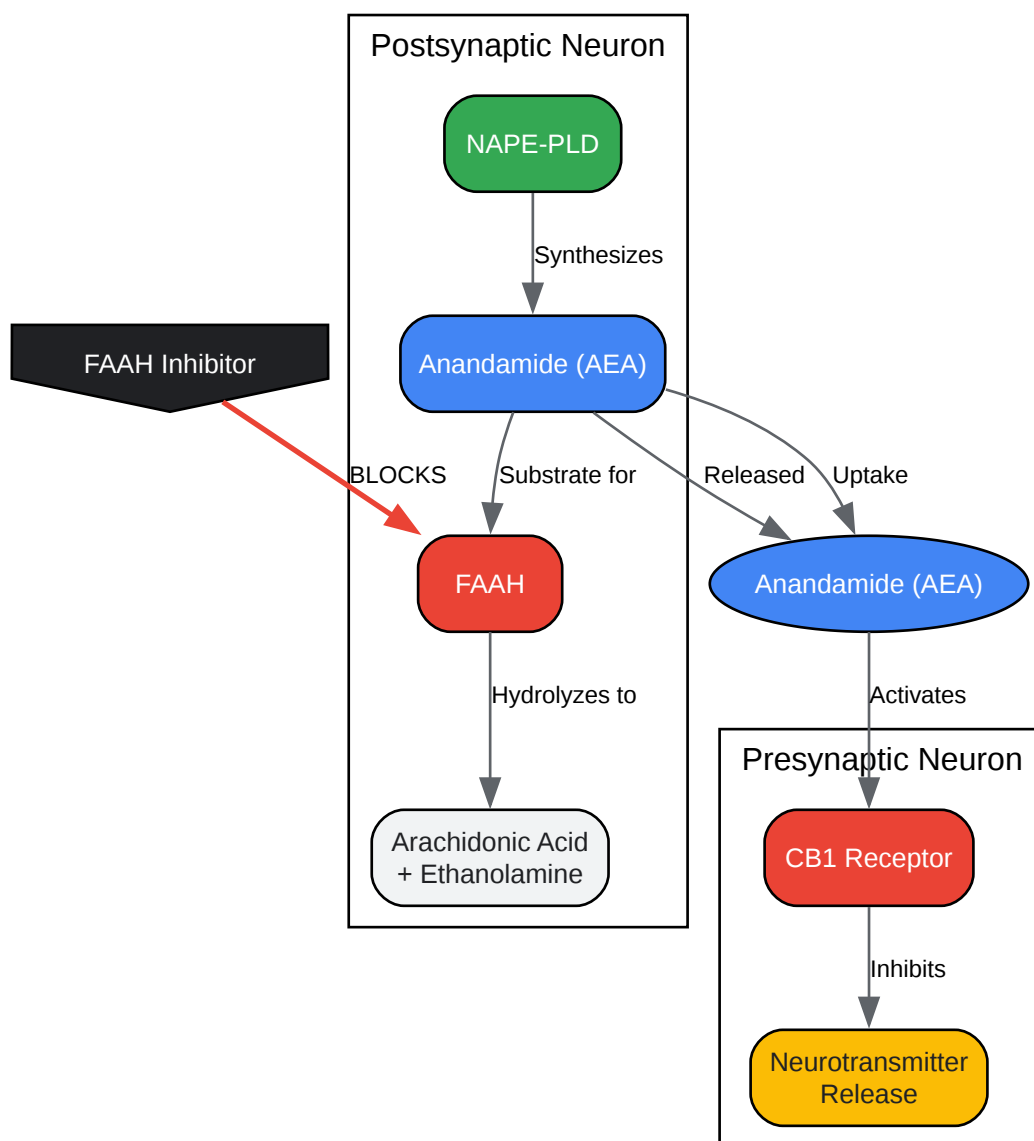 Postsynaptic Neuron
NAPE-PLD
Synthesizes
FAAH Inhibitor
Anandamide (AEA)
BLOCKS
Substrate for
Released
Uptake
FAAH
Anandamide (AEA)
Hydrolyzes to
Activates
Presynaptic Neuron
Arachidonic Acid
+ Ethanolamine
CB1 Receptor
Inhibits
Neurotransmitter
Release